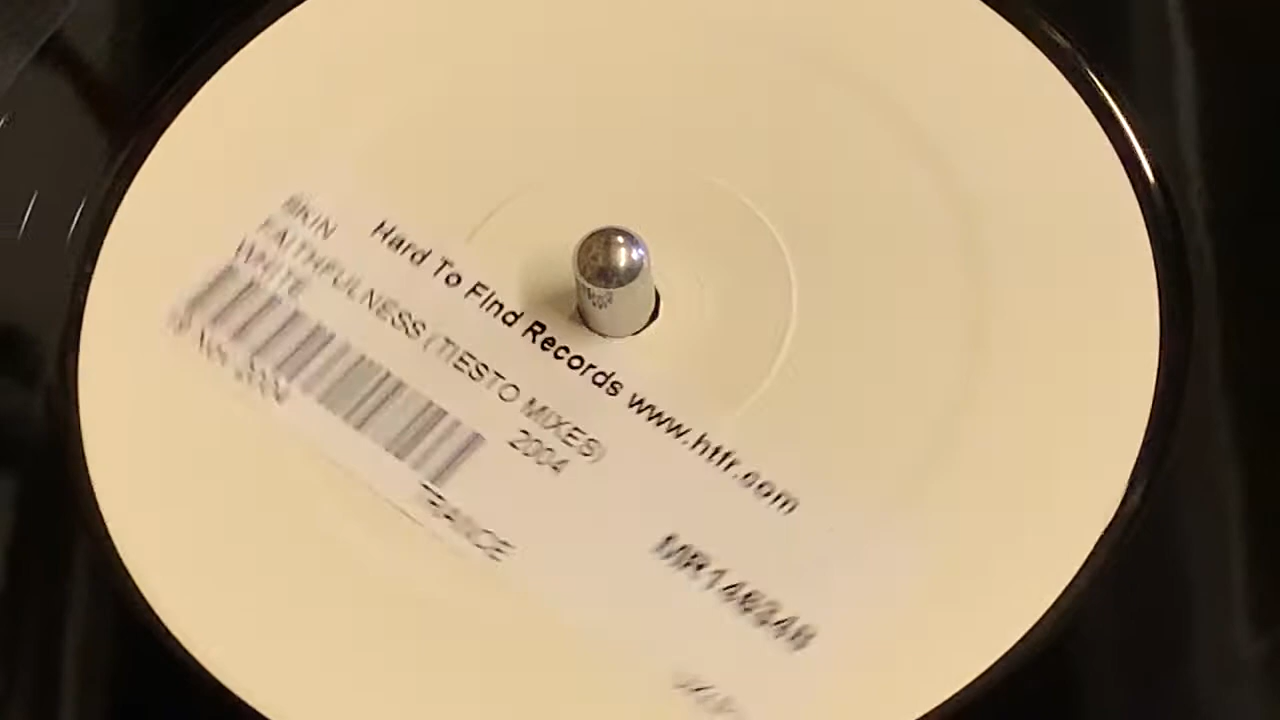 Hard To Find Records www.htfr.com
SKIN
FAITHFULNESS (TIESTO MIXES)
WHITE
2004
TRANCE